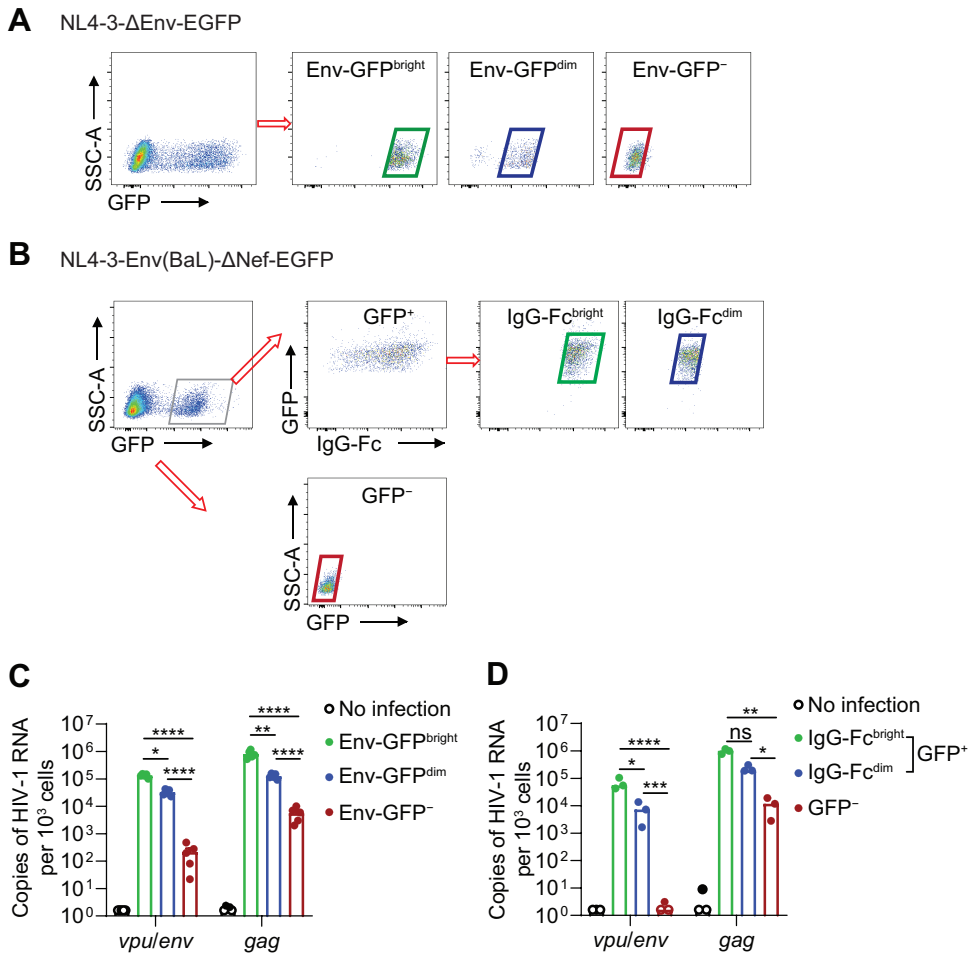 A NL4-3-ΔEnv-EGFP
Env-GFPbright
Env-GFPdim
Env-GFP−
SSC-A
GFP
B NL4-3-Env(BaL)-ΔNef-EGFP
SSC-A
GFP
GFP+
GFP
IgG-Fc
IgG-Fcbright
IgG-Fcdim
GFP−
SSC-A
GFP
C
Copies of HIV-1 RNA
per 10³ cells
10⁷
10⁶
10⁵
10⁴
10³
10²
10¹
10⁰
****
*
****
****
**
****
vpu/env
gag
No infection
Env-GFPbright
Env-GFPdim
Env-GFP−
D
Copies of HIV-1 RNA
per 10³ cells
10⁷
10⁶
10⁵
10⁴
10³
10²
10¹
10⁰
****
*
***
**
ns
*
vpu/env
gag
No infection
IgG-Fcbright
IgG-Fcdim
GFP+
GFP−